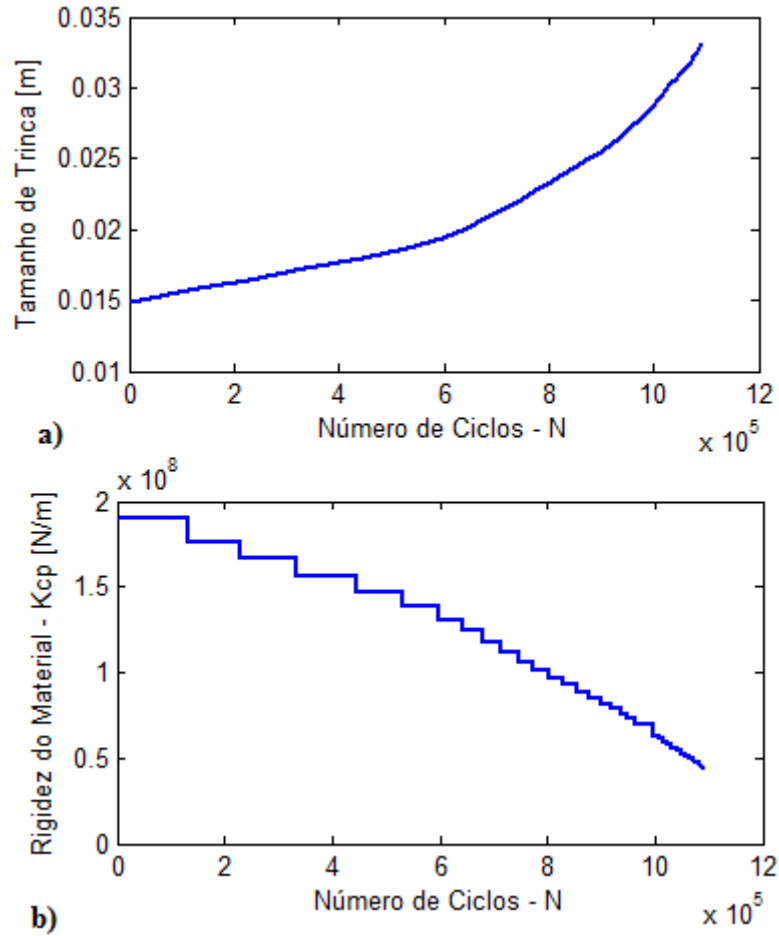 0.035
0.03
0.025
0.02
0.015
0.01
Tamanho de Trinca [m]
0 2 4 6 8 10 12
Número de Ciclos - N
x 10^5
a)
x 10^8
2
1.5
1
0.5
0
Rigidez do Material - Kcp [N/m]
0 2 4 6 8 10 12
Número de Ciclos - N
x 10^5
b)